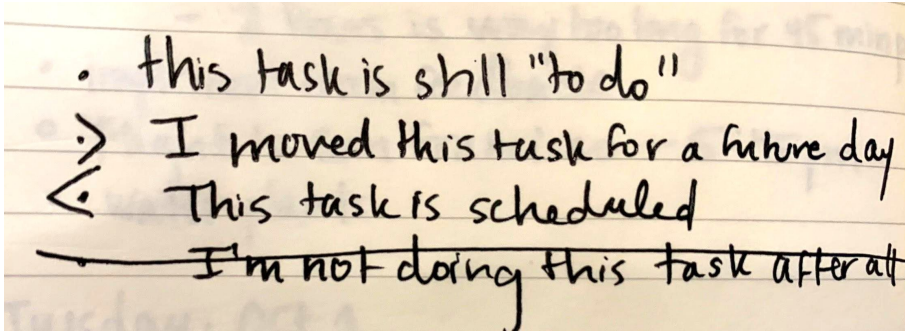 • this task is still "to do"
•> I moved this task for a future day
<• This task is scheduled
• I'm not doing this task after all